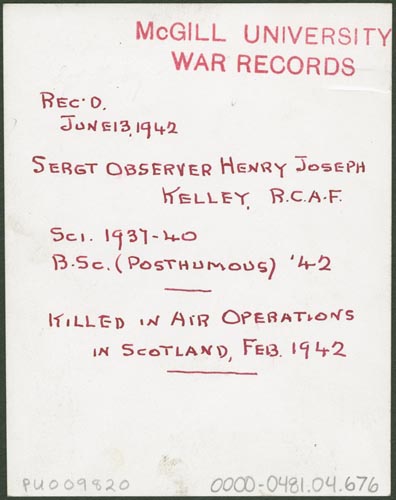 McGILL UNIVERSITY
WAR RECORDS
REC'D.
JUNE 13, 1942
SERGT OBSERVER HENRY JOSEPH
KELLEY, R.C.A.F.
SCI. 1937-40
B.SC. (POSTHUMOUS) '42
KILLED IN AIR OPERATIONS
IN SCOTLAND, FEB. 1942
PU009820
0000-0481.04.676